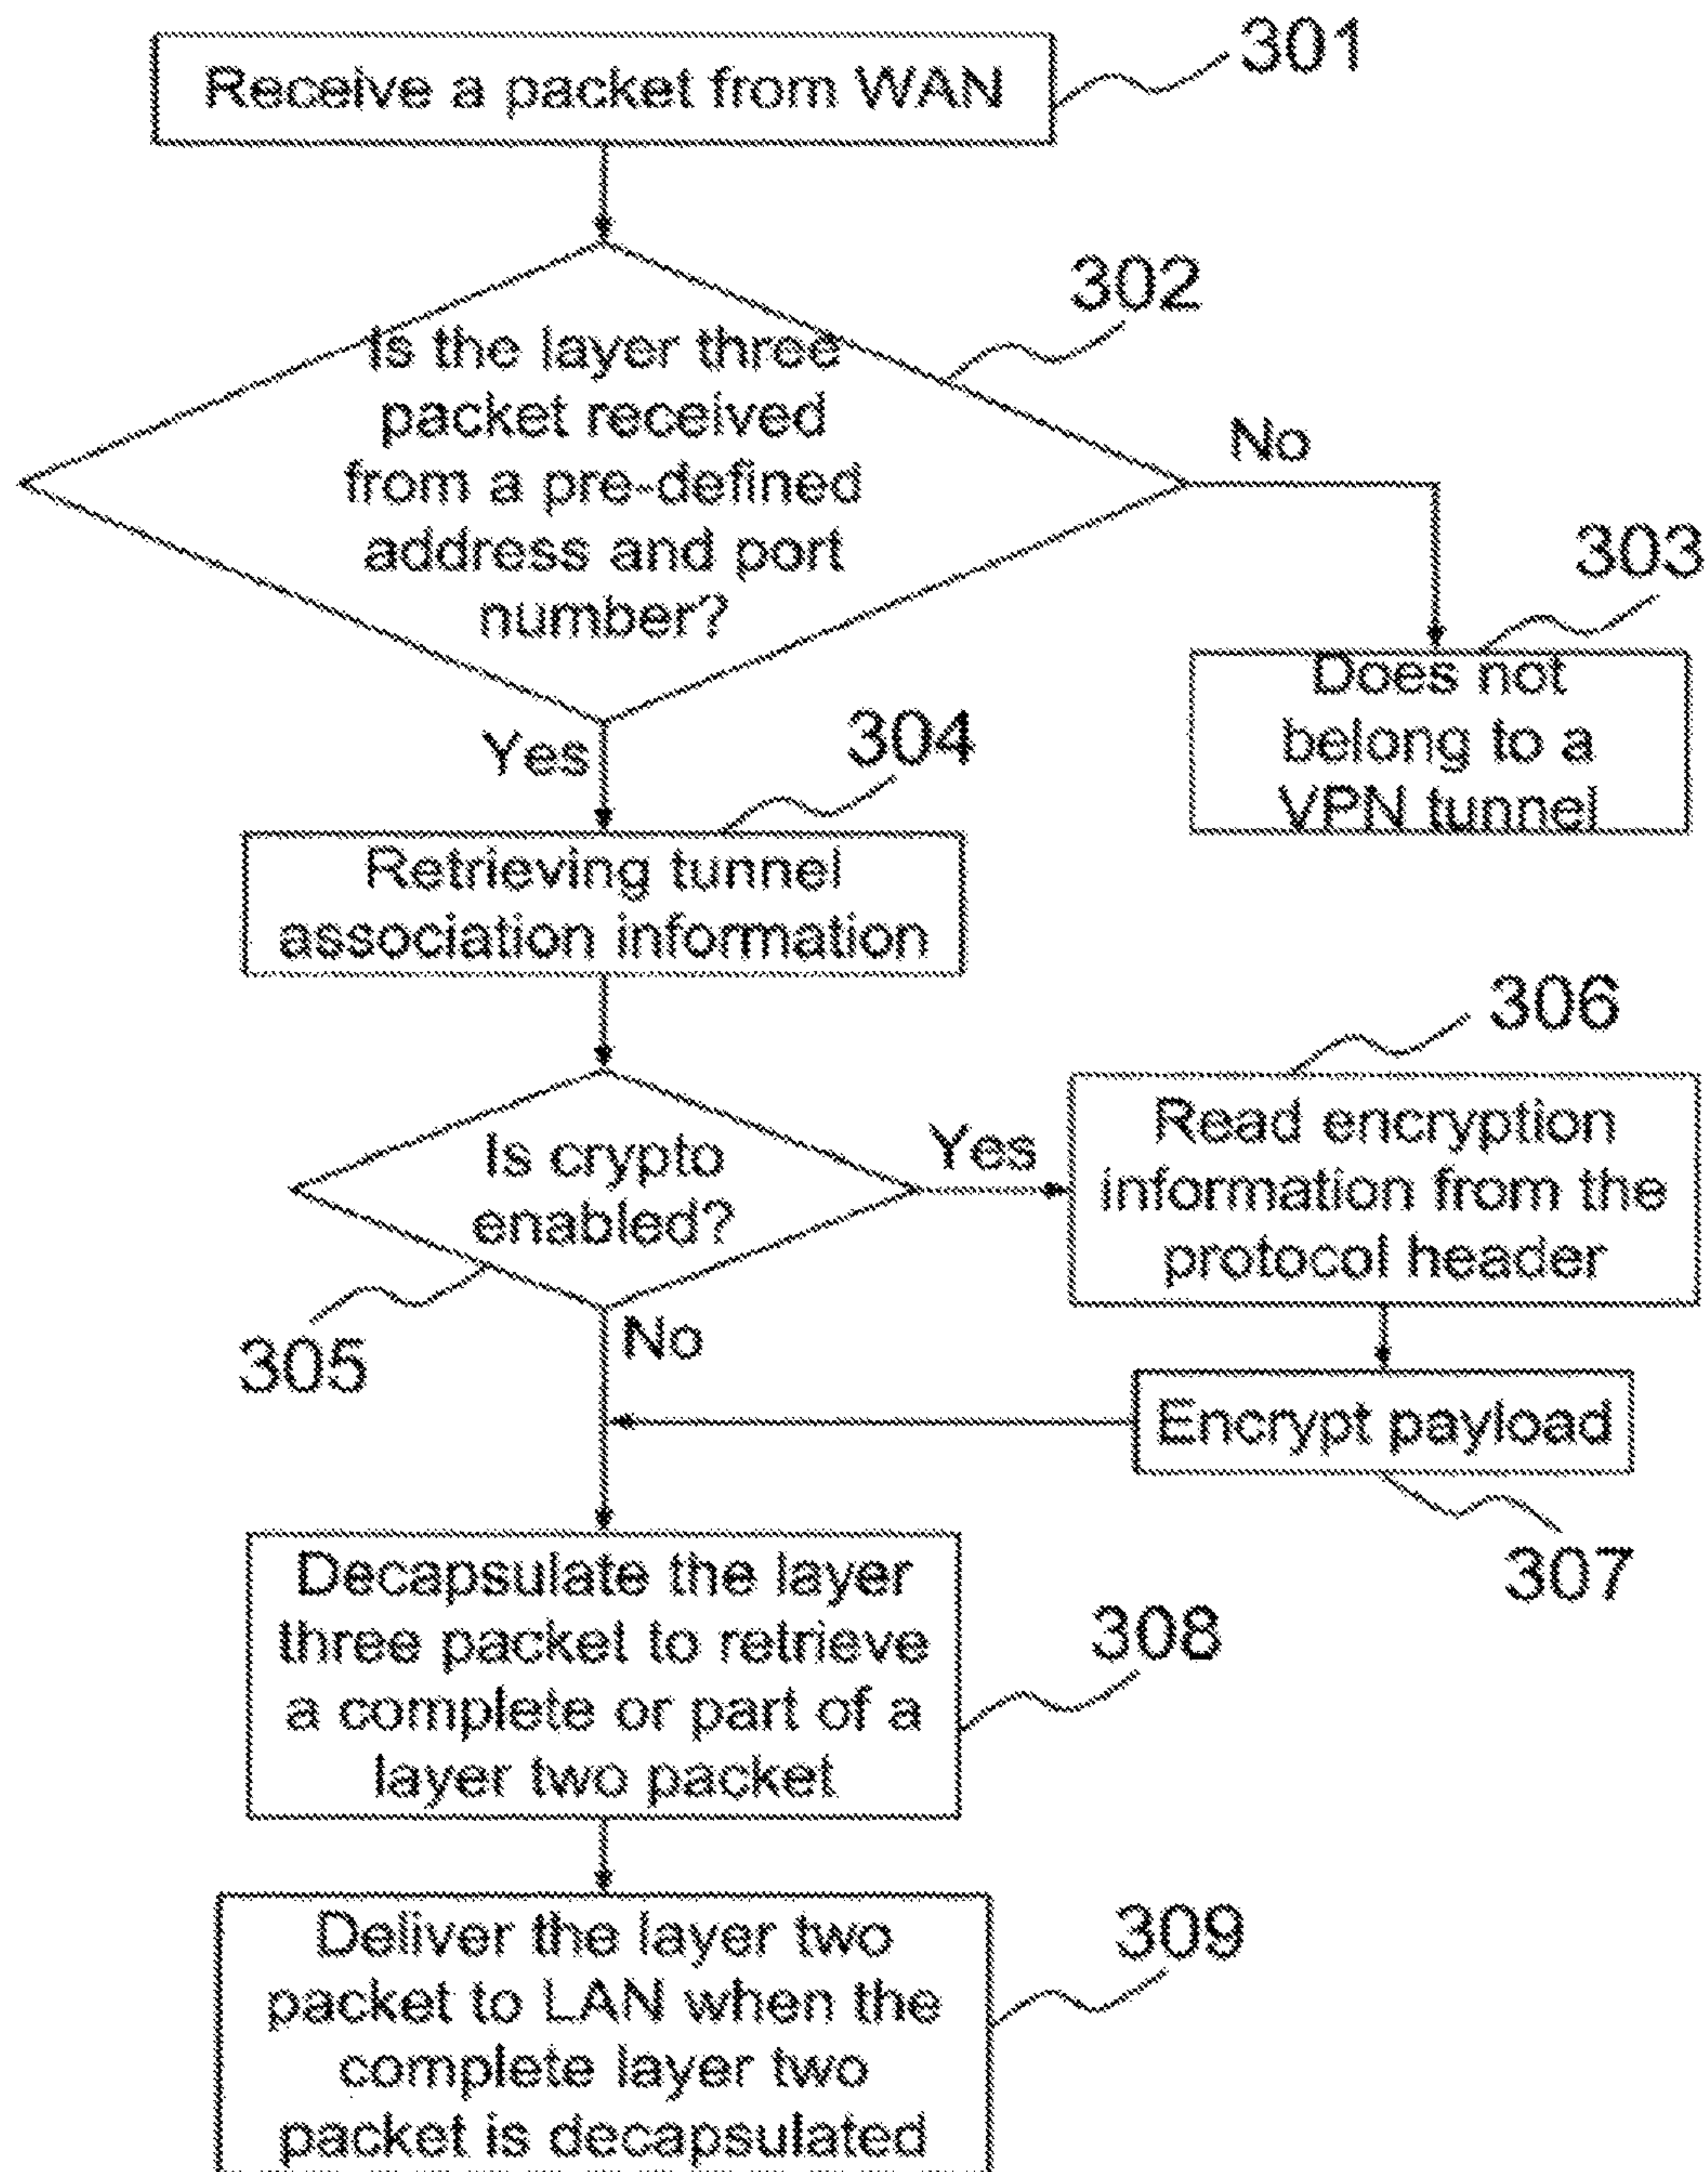 Receive a packet from WAN
301
302
Is the layer three
packet received
from a pre-defined
address and port
number?
No
303
Does not
belong to a
VPN tunnel
Yes
304
Retrieving tunnel
association information
306
Is crypto
enabled?
Yes
Read encryption
information from the
protocol header
305
No
Encrypt payload
307
Decapsulate the layer
three packet to retrieve
a complete or part of a
layer two packet
308
Deliver the layer two
packet to LAN when the
complete layer two
packet is decapsulated
309